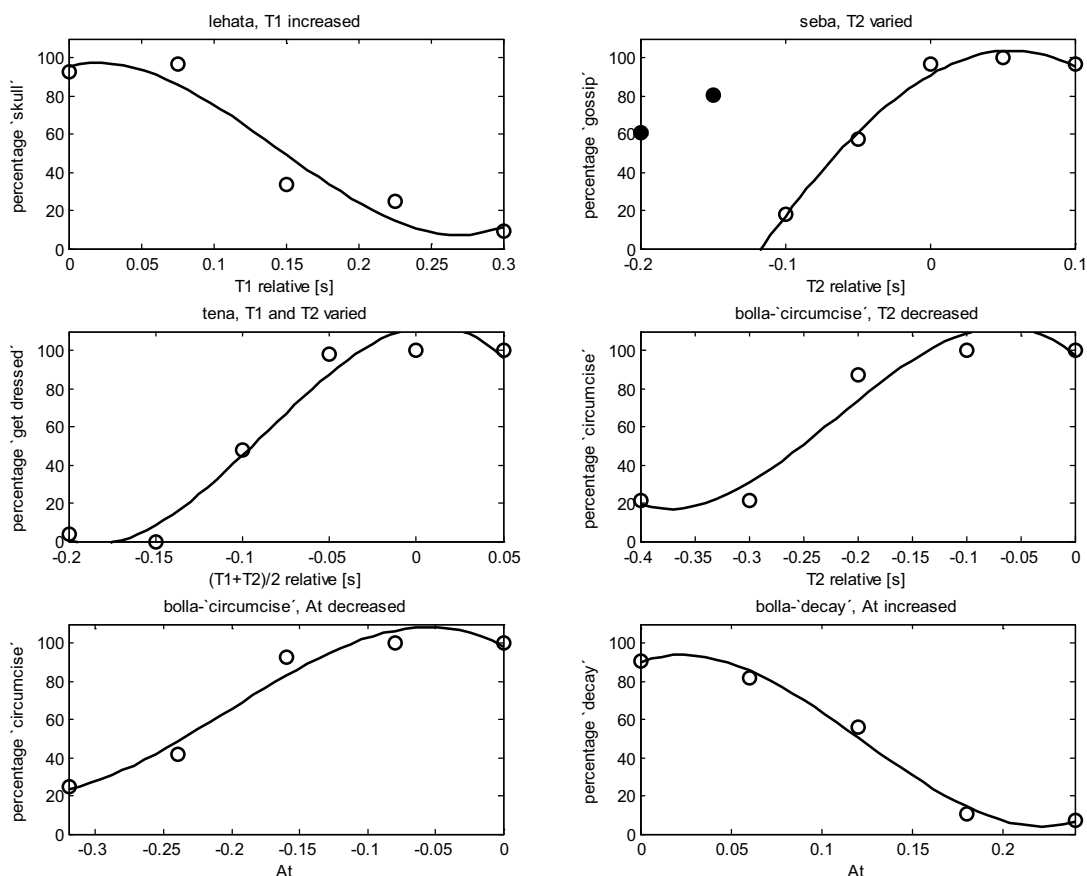 lehata, T1 increased
percentage `skull´
100
80
60
40
20
0
0 0.05 0.1 0.15 0.2 0.25 0.3
T1 relative [s]
seba, T2 varied
percentage `gossip´
100
80
60
40
20
0
-0.2 -0.1 0 0.1
T2 relative [s]
tena, T1 and T2 varied
percentage `get dressed´
100
80
60
40
20
0
-0.2 -0.15 -0.1 -0.05 0 0.05
(T1+T2)/2 relative [s]
bolla-`circumcise´, T2 decreased
percentage `circumcise´
100
80
60
40
20
0
-0.4 -0.35 -0.3 -0.25 -0.2 -0.15 -0.1 -0.05 0
T2 relative [s]
bolla-`circumcise´, At decreased
percentage `circumcise´
100
80
60
40
20
0
-0.3 -0.25 -0.2 -0.15 -0.1 -0.05 0
At
bolla-`decay´, At increased
percentage `decay´
100
80
60
40
20
0
0 0.05 0.1 0.15 0.2
At